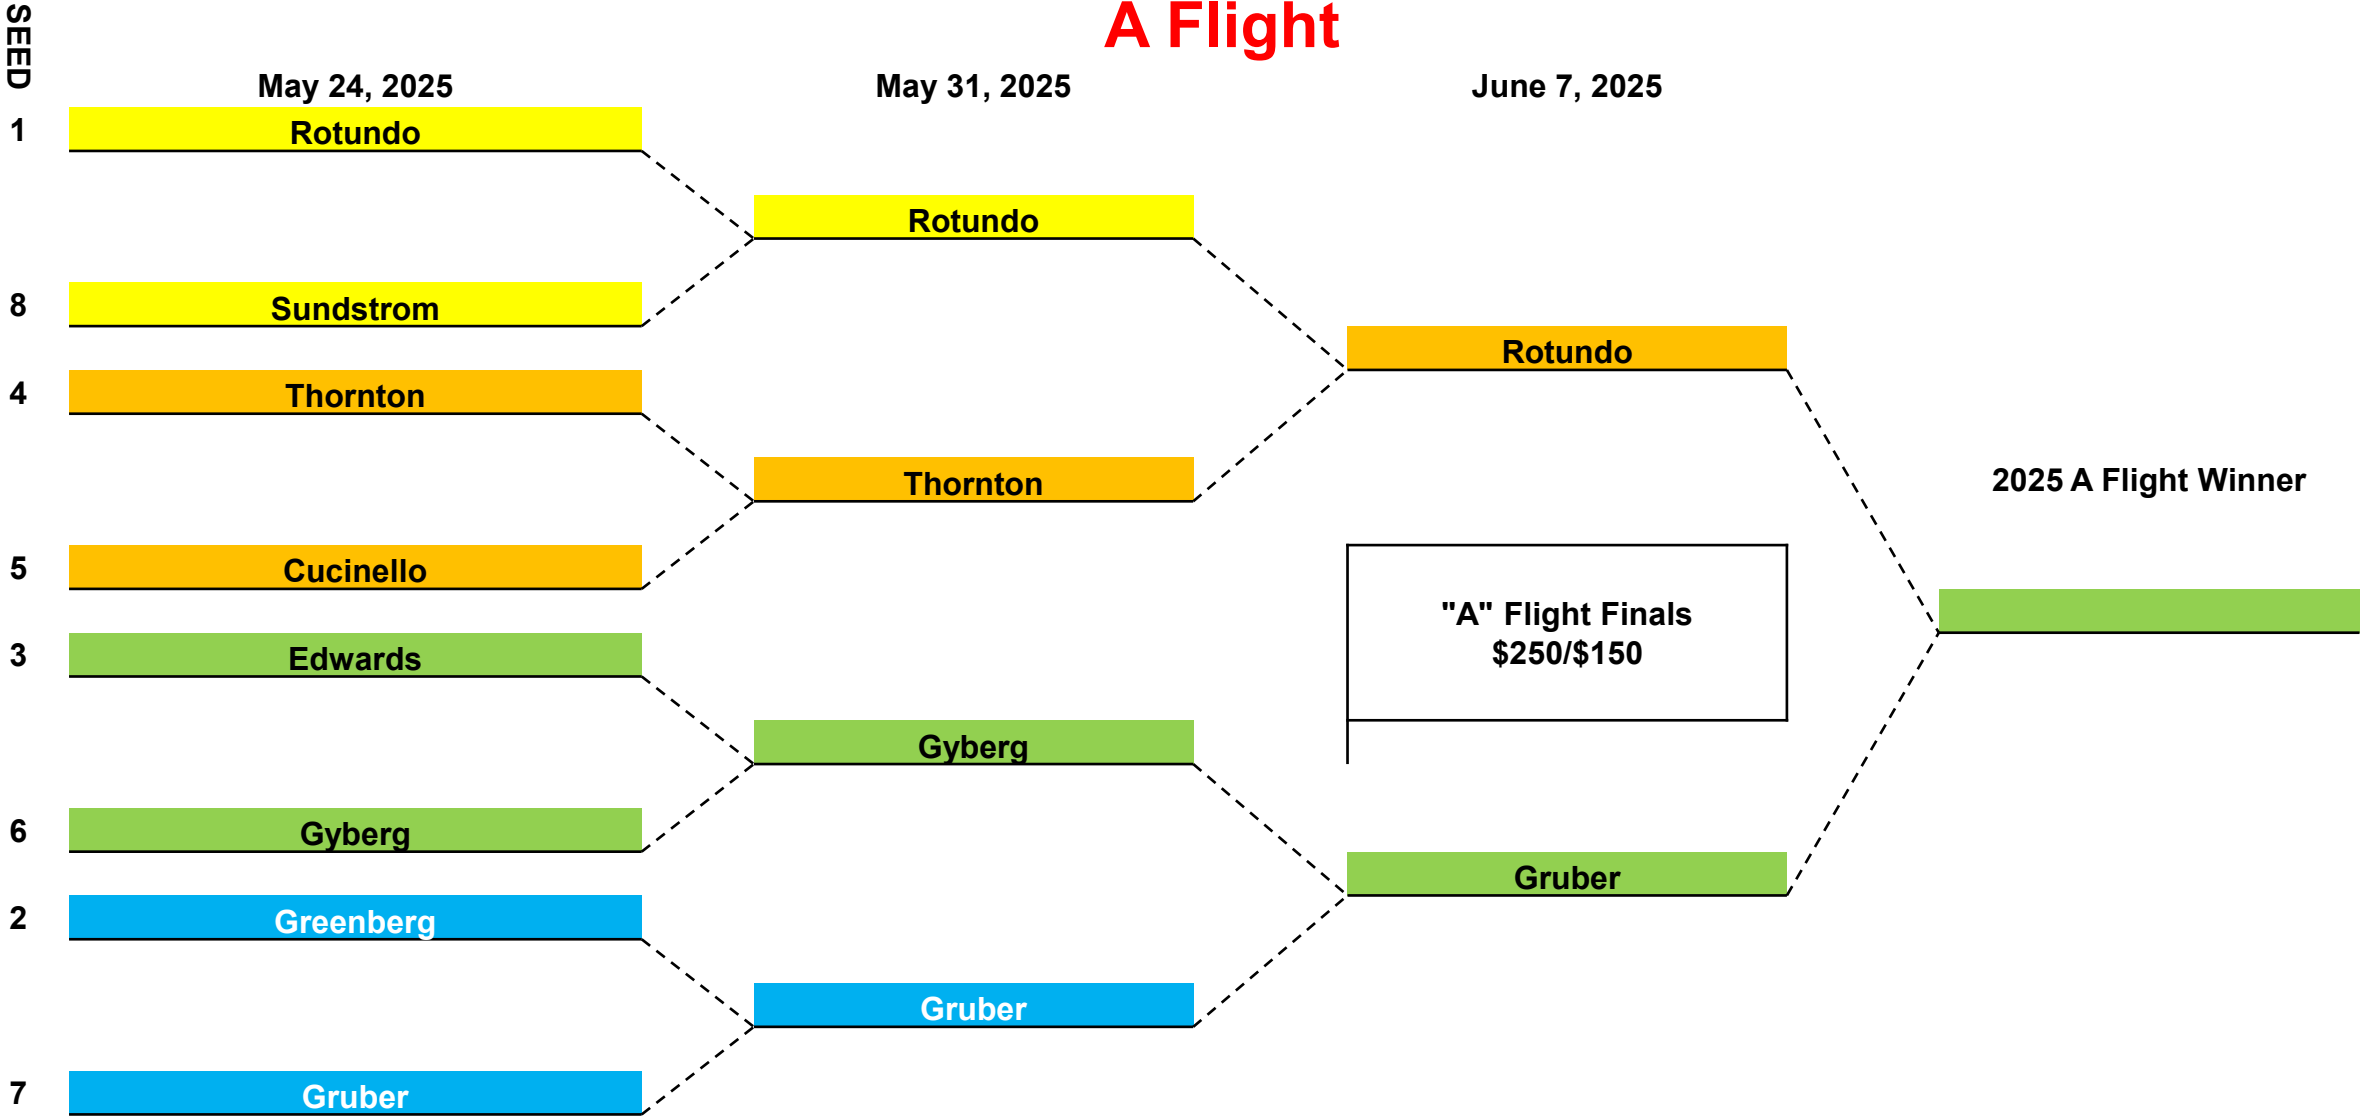 A Flight
SEED
May 24, 2025
May 31, 2025
June 7, 2025
1
Rotundo
Rotundo
8
Sundstrom
Rotundo
4
Thornton
Thornton
2025 A Flight Winner
5
Cucinello
"A" Flight Finals
$250/$150
3
Edwards
Gyberg
6
Gyberg
Gruber
2
Greenberg
Gruber
7
Gruber